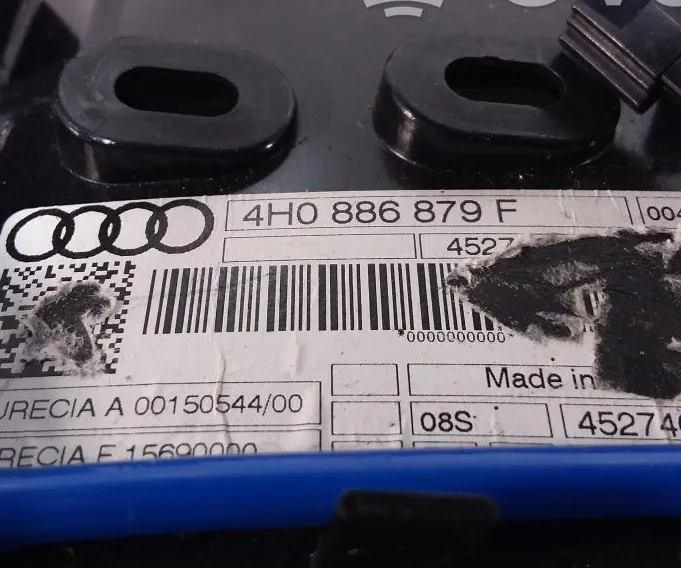 4H0 886 879 F
004
4527
*0000000000*
Made in
URECIA A 00150544/00
08S
45274
RECIA F 15690000